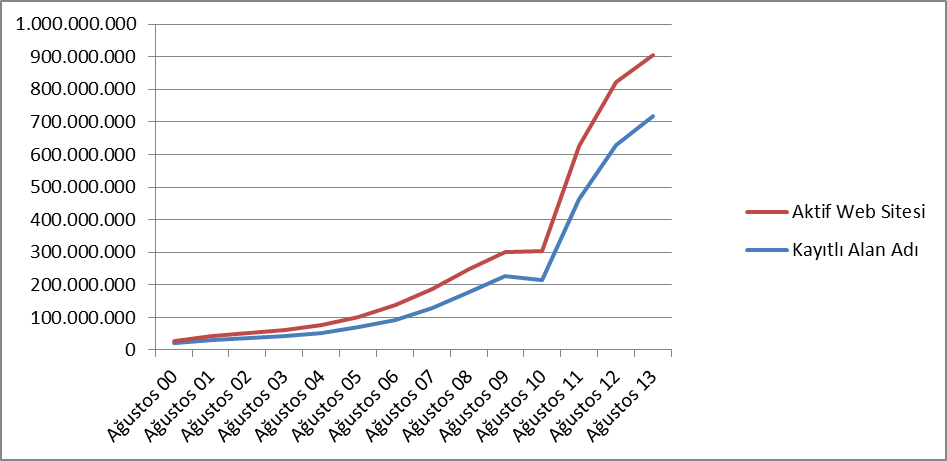 1.000.000.000
900.000.000
800.000.000
700.000.000
600.000.000
500.000.000
400.000.000
300.000.000
200.000.000
100.000.000
0
Ağustos 00
Ağustos 01
Ağustos 02
Ağustos 03
Ağustos 04
Ağustos 05
Ağustos 06
Ağustos 07
Ağustos 08
Ağustos 09
Ağustos 10
Ağustos 11
Ağustos 12
Ağustos 13
Aktif Web Sitesi
Kayıtlı Alan Adı